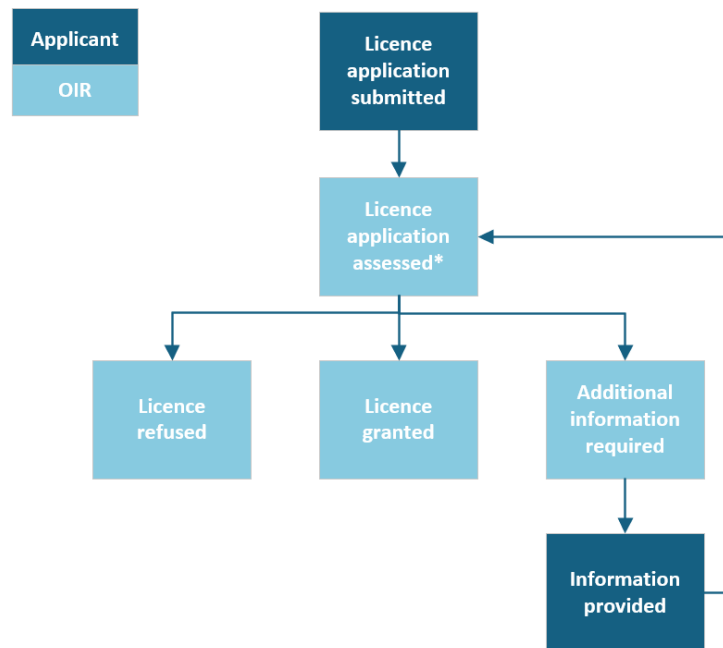 Applicant
OIR
Licence
application
submitted
Licence
application
assessed*
Licence
refused
Licence
granted
Additional
information
required
Information
provided